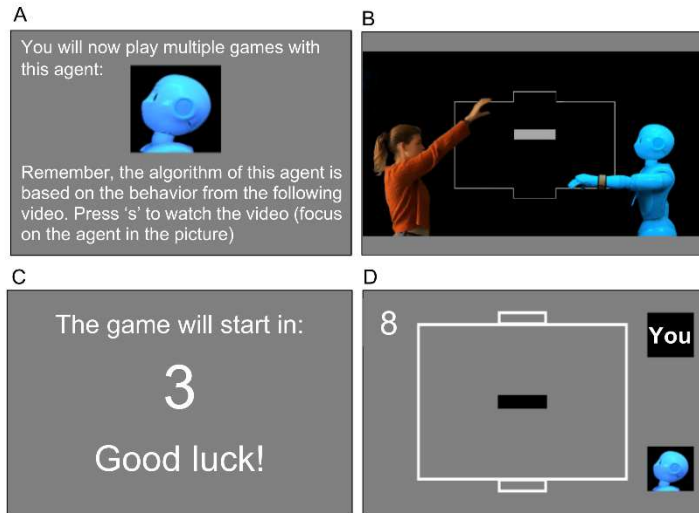 A
You will now play multiple games with
this agent:
Remember, the algorithm of this agent is
based on the behavior from the following
video. Press ‘s’ to watch the video (focus
on the agent in the picture)
B
C
The game will start in:
3
Good luck!
D
8
You